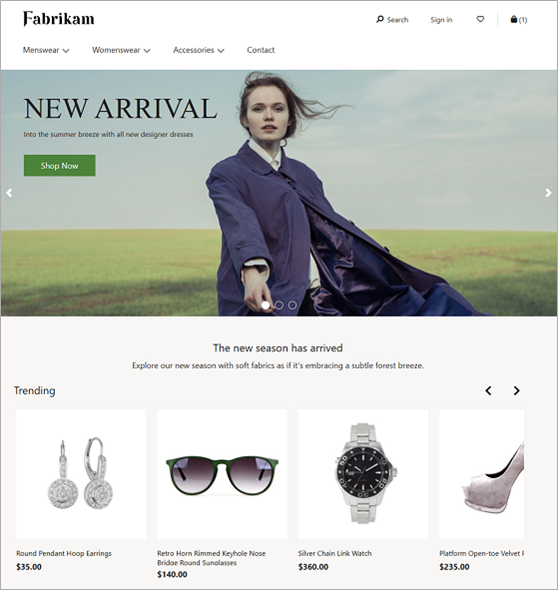 Fabrikam
Search
Sign in
(1)
Menswear
Womenswear
Accessories
Contact
NEW ARRIVAL
Into the summer breeze with all new designer dresses
Shop Now
The new season has arrived
Explore our new season with soft fabrics as if it's embracing a subtle forest breeze.
Trending
Round Pendant Hoop Earrings
$35.00
Retro Horn Rimmed Keyhole Nose
Bridge Round Sunglasses
$140.00
Silver Chain Link Watch
$360.00
Platform Open-toe Velvet
$235.00